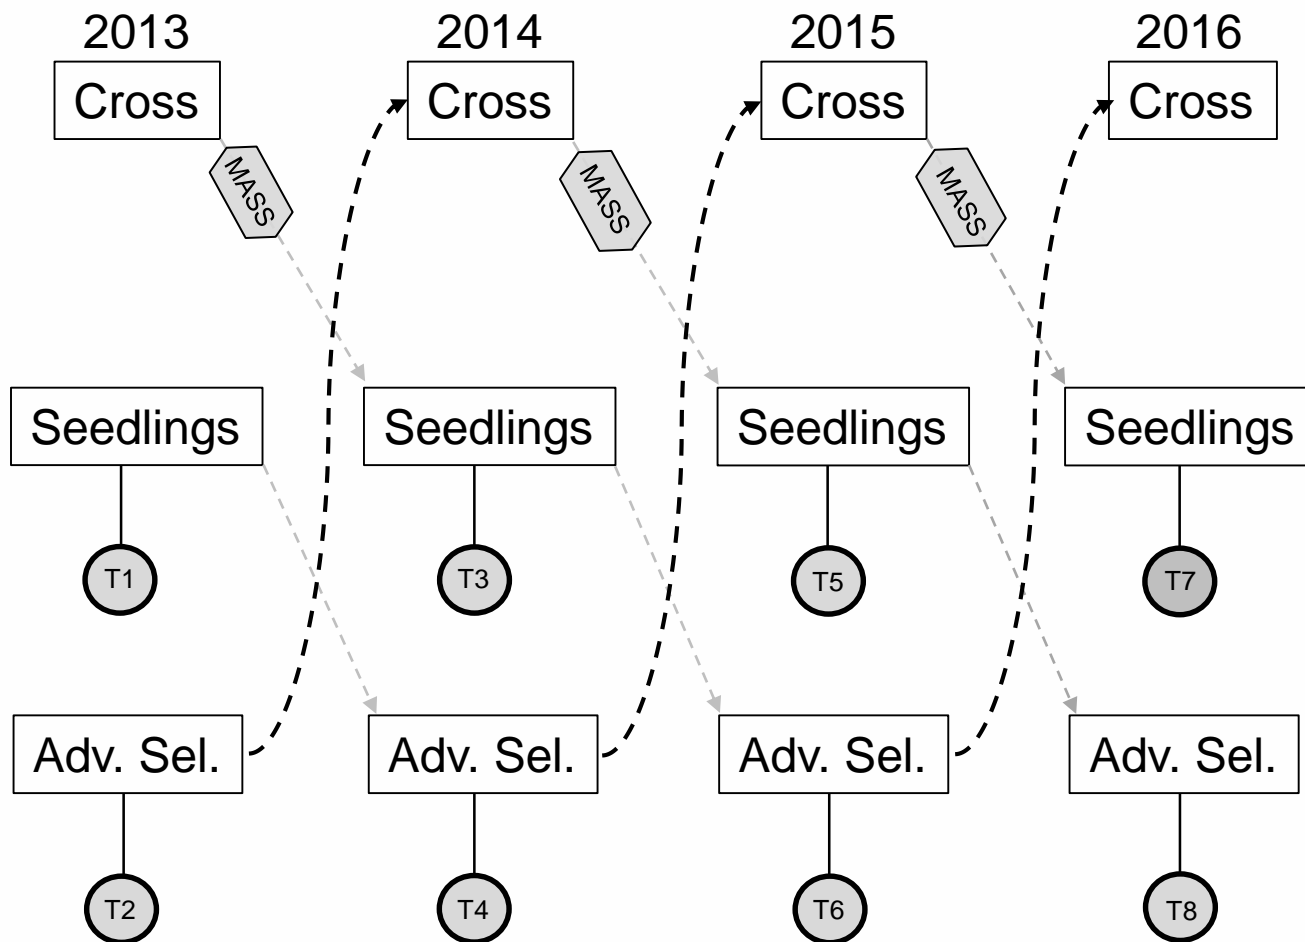 2013 2014 2015 2016
Cross Cross Cross Cross
MASS MASS MASS
Seedlings Seedlings Seedlings Seedlings
T1 T3 T5 T7
Adv. Sel. Adv. Sel. Adv. Sel. Adv. Sel.
T2 T4 T6 T8